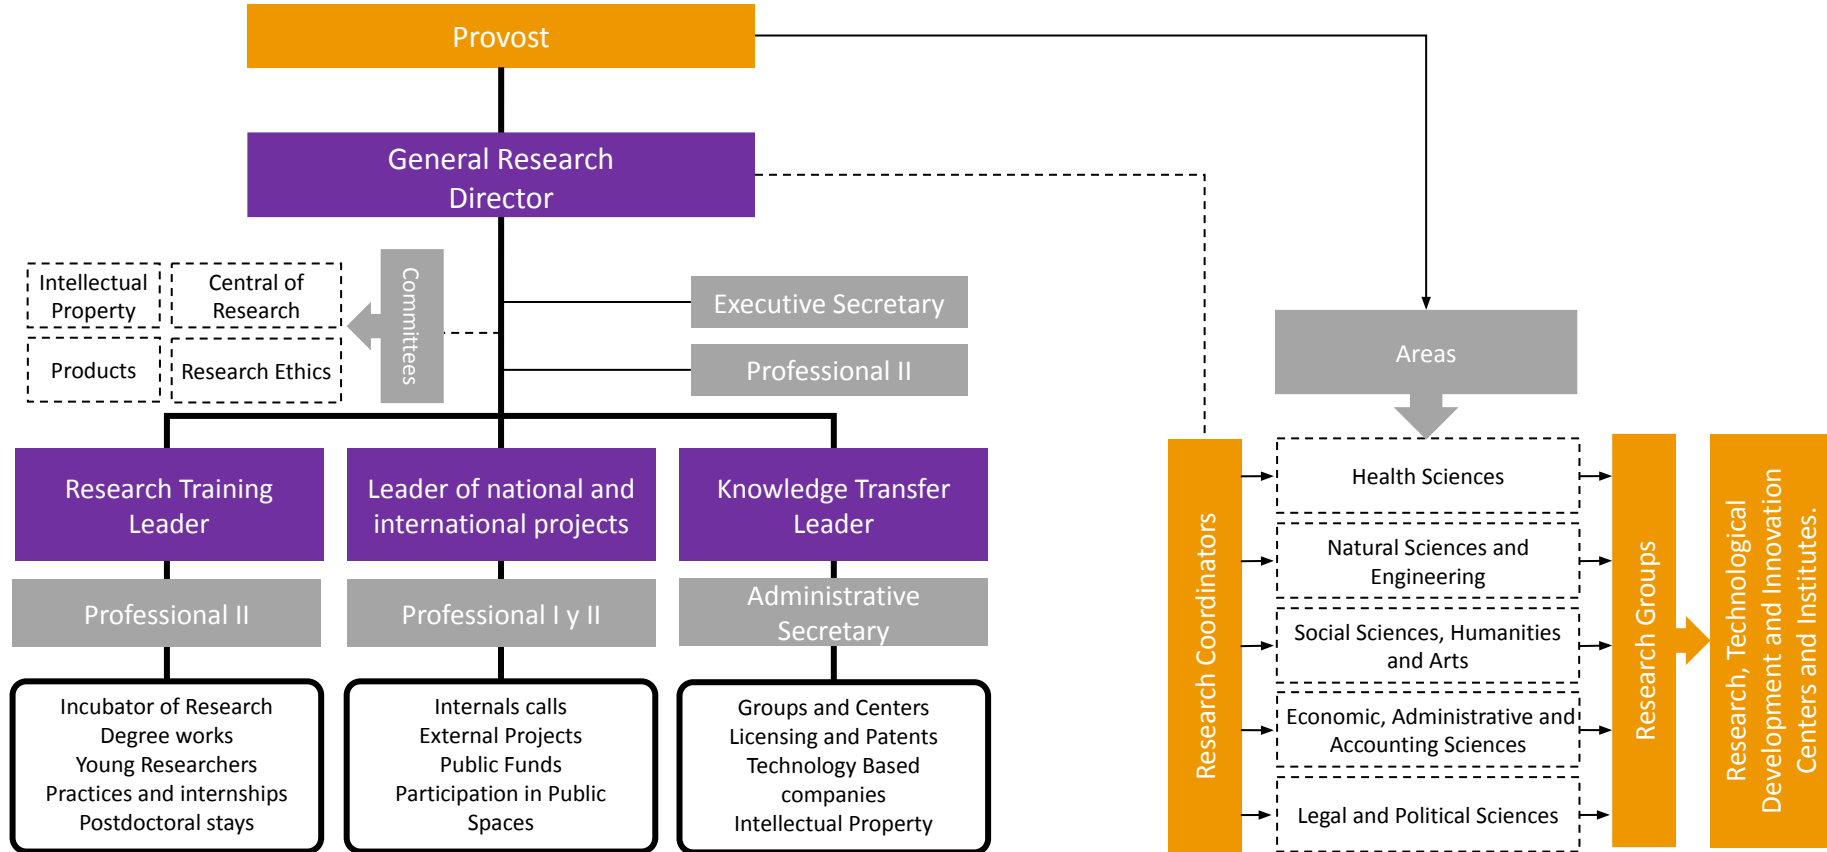 Provost
General Research
Director
Intellectual
Property
Central of
Research
Products
Research Ethics
Committees
Executive Secretary
Professional II
Areas
Research Training
Leader
Leader of national and
international projects
Knowledge Transfer
Leader
Professional II
Professional I y II
Administrative
Secretary
Incubator of Research
Degree works
Young Researchers
Practices and internships
Postdoctoral stays
Internals calls
External Projects
Public Funds
Participation in Public
Spaces
Groups and Centers
Licensing and Patents
Technology Based
companies
Intellectual Property
Research Coordinators
Health Sciences
Natural Sciences and
Engineering
Social Sciences, Humanities
and Arts
Economic, Administrative and
Accounting Sciences
Legal and Political Sciences
Research Groups
Research, Technological
Development and Innovation
Centers and Institutes.